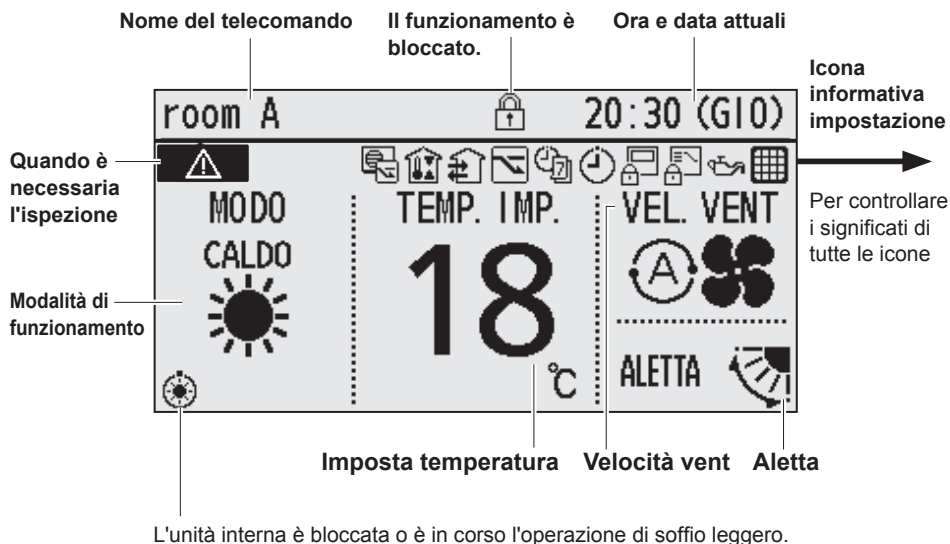 Nome del telecomando
Il funzionamento è
bloccato.
Ora e data attuali
Icona
informativa
impostazione
room A
20:30 (GIO)
Quando è
necessaria
l'ispezione
Per controllare
i significati di
tutte le icone
MODO
TEMP. IMP.
VEL. VENT
CALDO
18
°C
A
7
Modalità di
funzionamento
ALETTA
Imposta temperatura
Velocità vent
Aletta
L'unità interna è bloccata o è in corso l'operazione di soffio leggero.